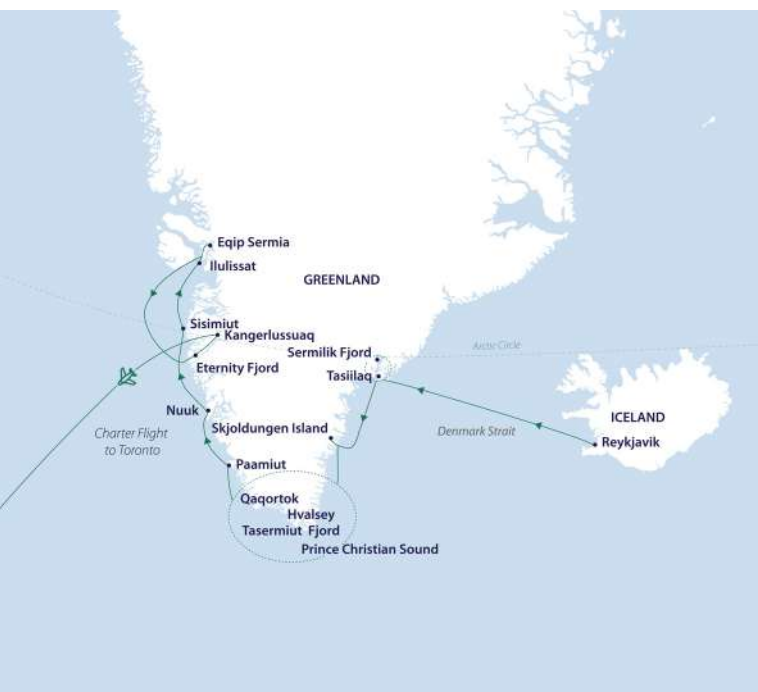 Eqip Sermia
Ilulissat
GREENLAND
Sisimiut
Kangerlussuaq
Arctic Circle
Sermilik Fjord
Eternity Fjord
Tasiilaq
Nuuk
ICELAND
Skjoldungen Island
Denmark Strait
Charter Flight
to Toronto
Reykjavik
Paamiut
Qaqortok
Hvalsey
Tasermiut Fjord
Prince Christian Sound